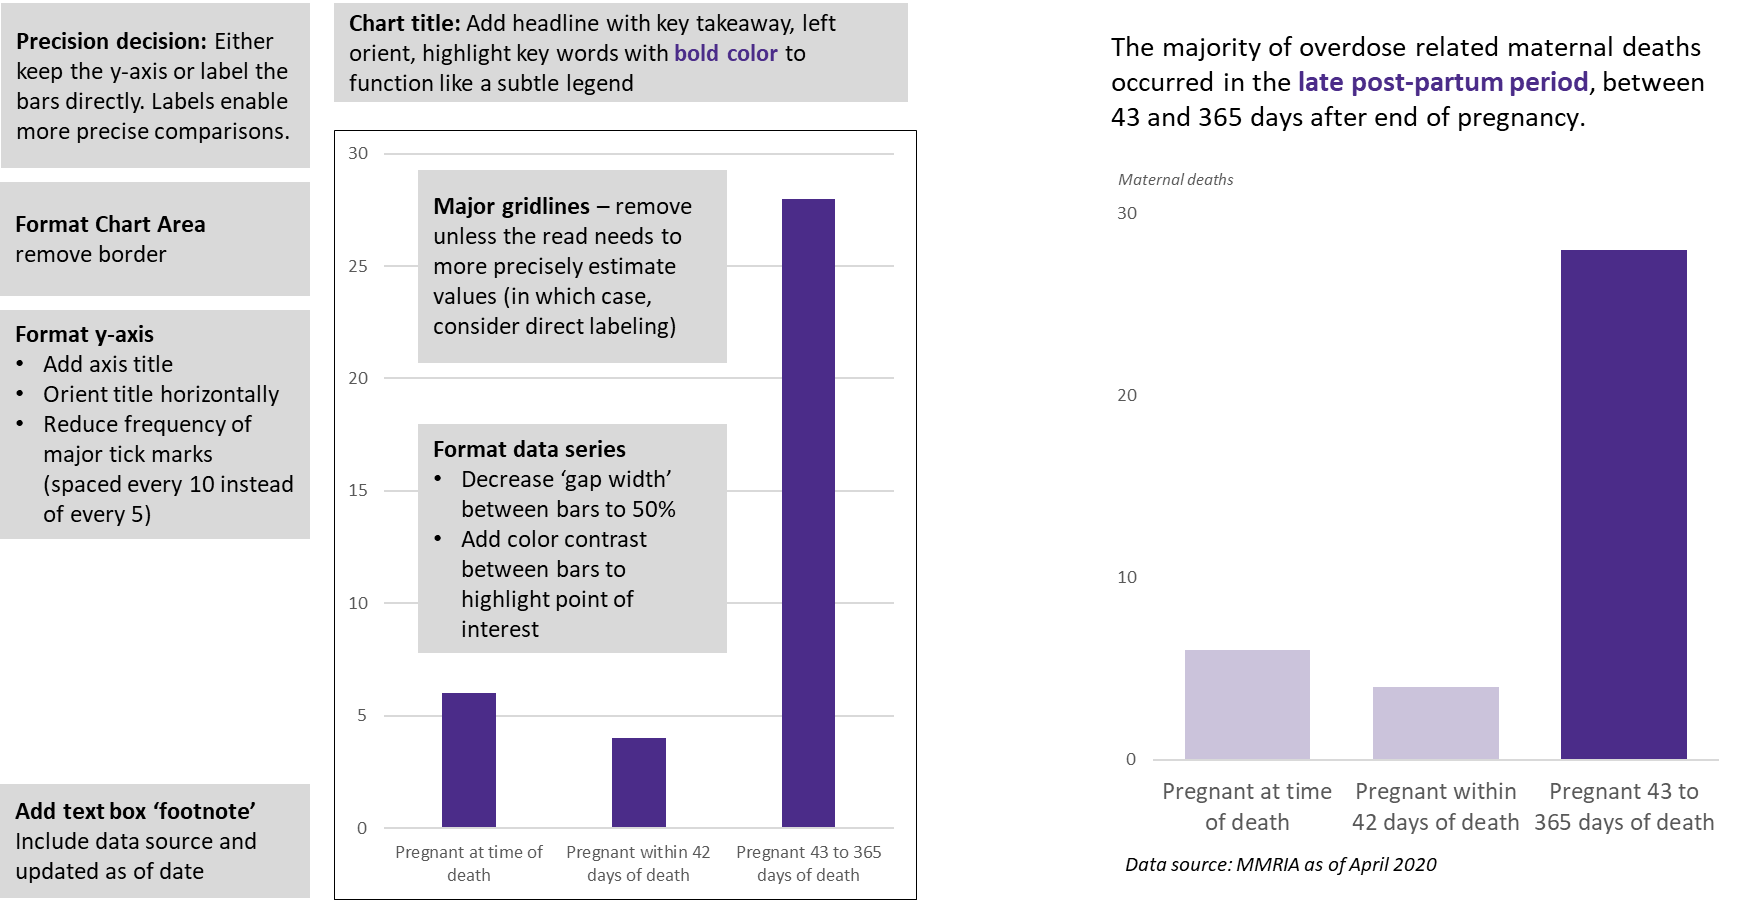 Precision decision: Either
keep the y-axis or label the
bars directly. Labels enable
more precise comparisons.
Format Chart Area
remove border
Format y-axis
• Add axis title
• Orient title horizontally
• Reduce frequency of
major tick marks
(spaced every 10 instead
of every 5)
Add text box ‘footnote’
Include data source and
updated as of date
Chart title: Add headline with key takeaway, left
orient, highlight key words with bold color to
function like a subtle legend
30
25
20
15
10
5
0
Major gridlines – remove
unless the read needs to
more precisely estimate
values (in which case,
consider direct labeling)
Format data series
• Decrease ‘gap width’
between bars to 50%
• Add color contrast
between bars to
highlight point of
interest
Pregnant at time of
death
Pregnant within 42
days of death
Pregnant 43 to 365
days of death
The majority of overdose related maternal deaths
occurred in the late post-partum period, between
43 and 365 days after end of pregnancy.
Maternal deaths
30
20
10
0
Pregnant at time
of death
Pregnant within
42 days of death
Pregnant 43 to
365 days of death
Data source: MMRIA as of April 2020